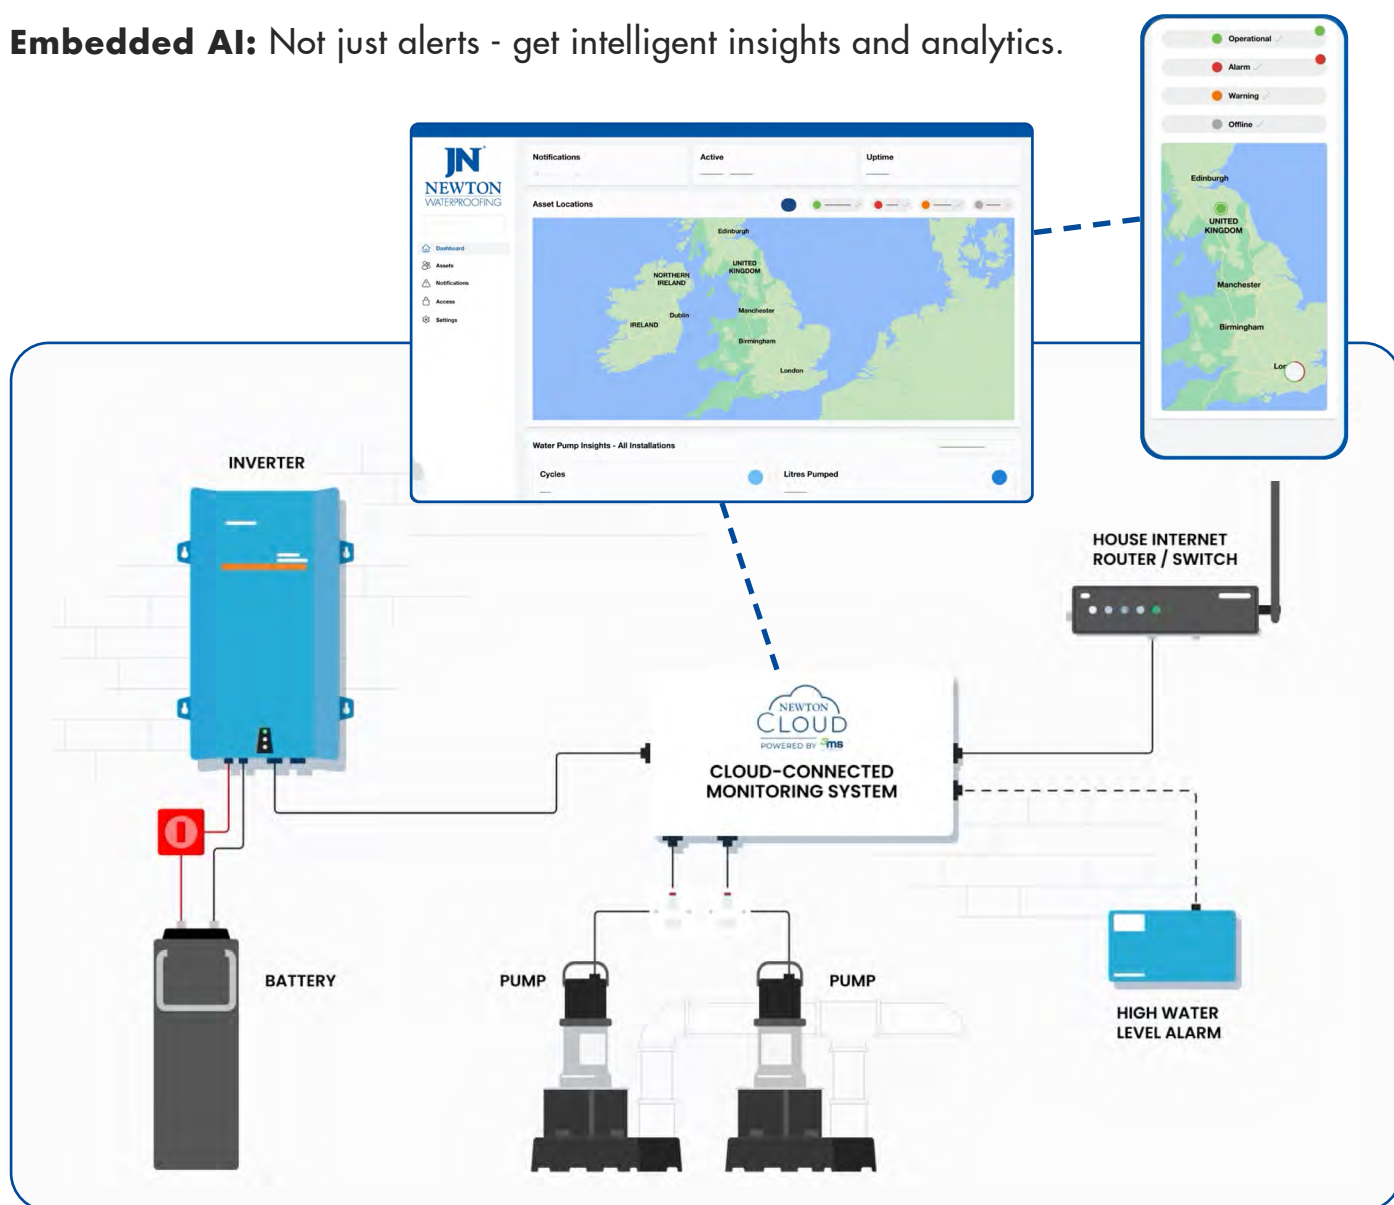 Embedded AI: Not just alerts - get intelligent insights and analytics.
Operational
Alarm
Warning
Offline
Edinburgh
UNITED
KINGDOM
Manchester
Birmingham
JN
NEWTON
WATERPROOFING
Dashboard
Assets
Notifications
Access
Settings
Notifications
Active
Uptime
Asset Locations
Edinburgh
UNITED
KINGDOM
NORTHERN
IRELAND
Dublin
IRELAND
Manchester
Birmingham
London
Water Pump Insights - All Installations
Cycles
Litres Pumped
INVERTER
HOUSE INTERNET
ROUTER / SWITCH
NEWTON
CLOUD
POWERED BY ms
CLOUD-CONNECTED
MONITORING SYSTEM
BATTERY
PUMP
PUMP
HIGH WATER
LEVEL ALARM